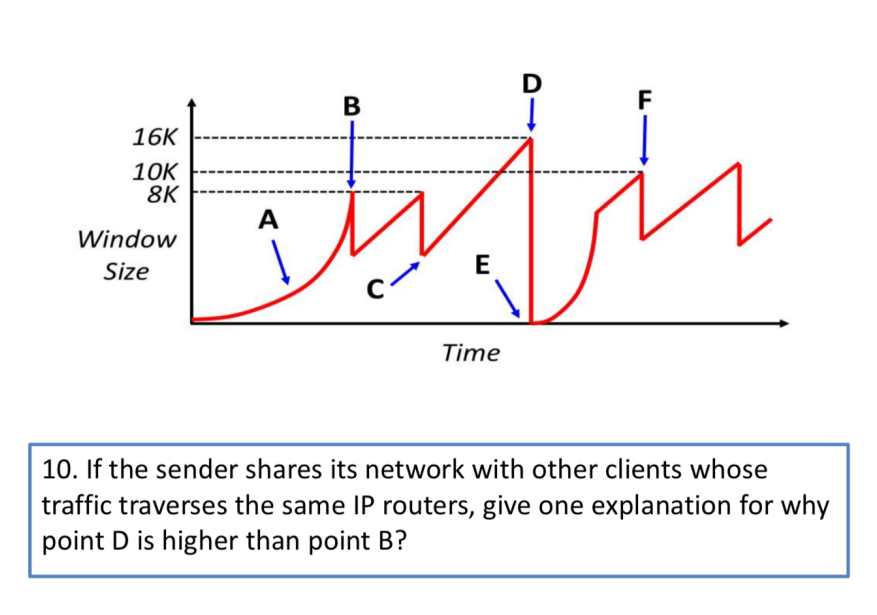 D
B
F
16K
10K
8K
A
Window
Size
E
C
Time
10. If the sender shares its network with other clients whose
traffic traverses the same IP routers, give one explanation for why
point D is higher than point B?